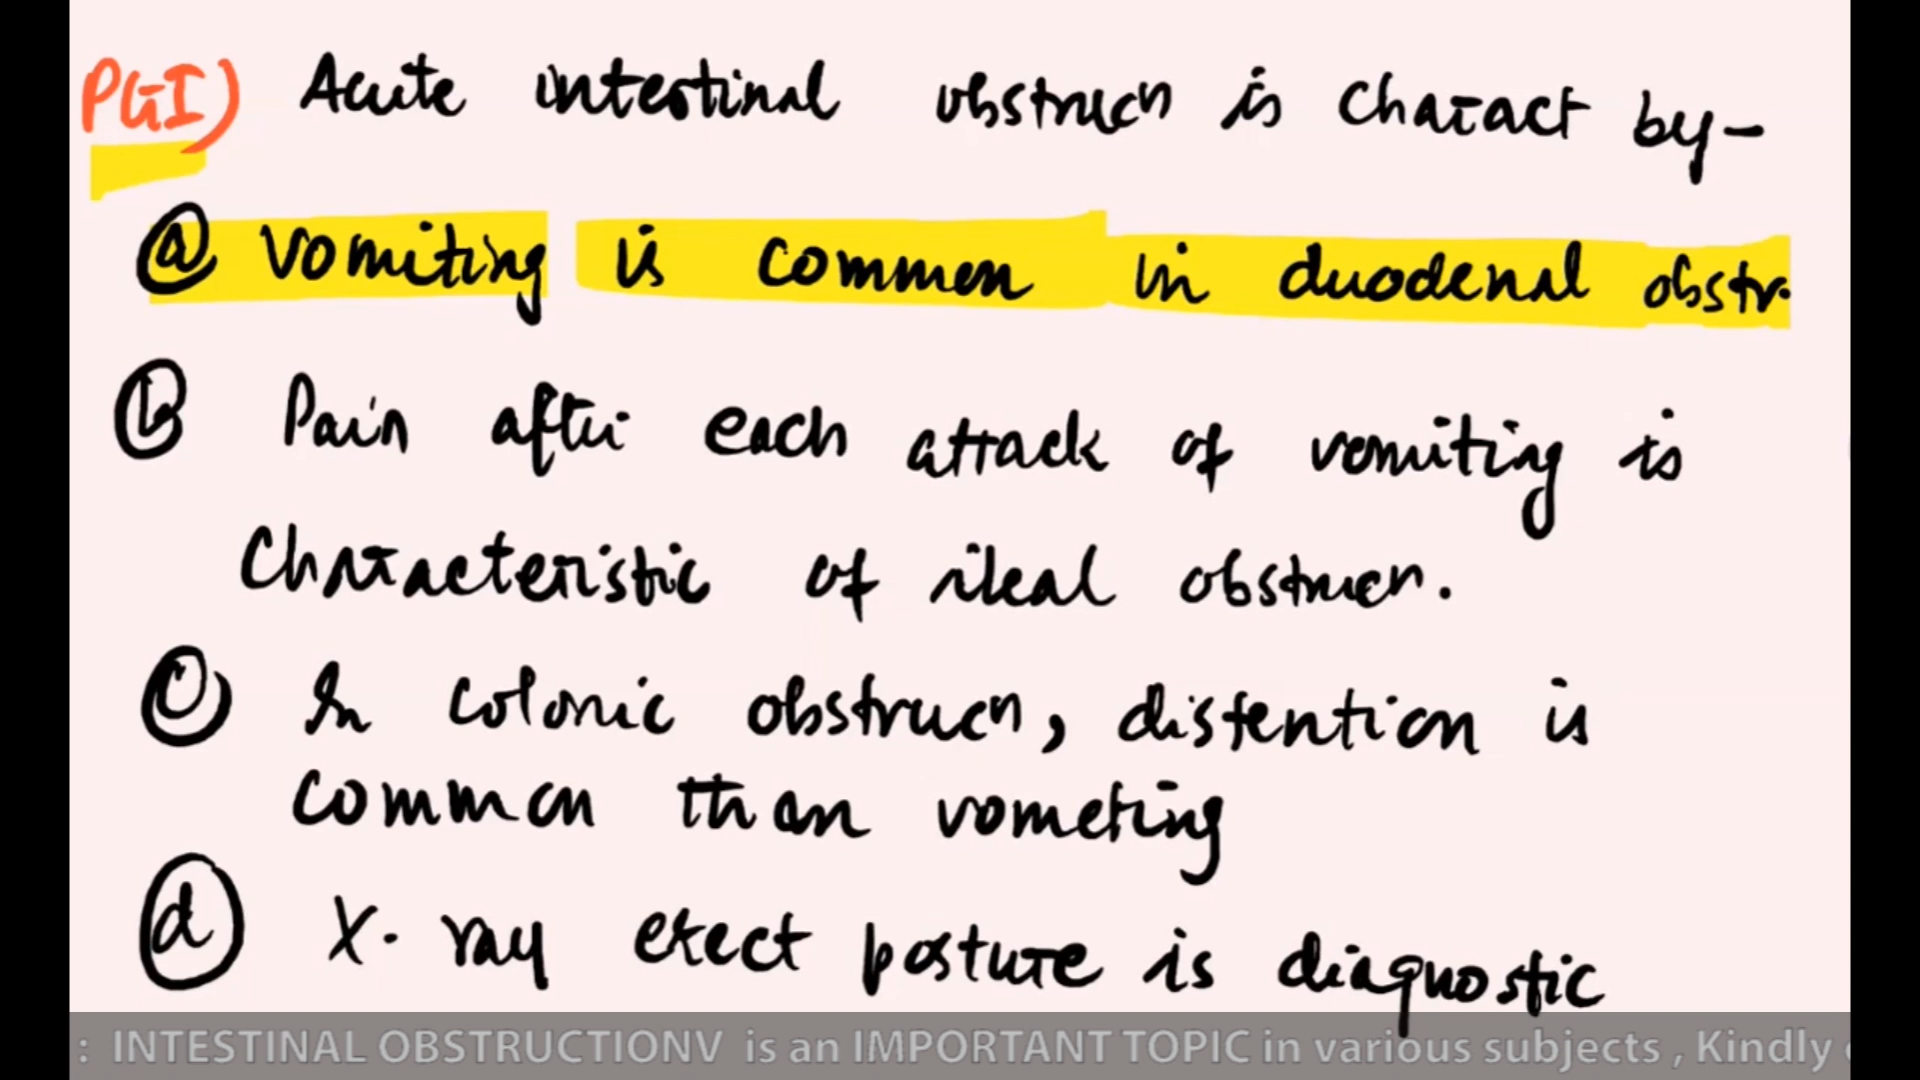 PGI) Acute intestinal obstrucn is charact by-
(a) Vomiting is common in duodenal obstr.
(b) Pain after each attack of vomiting is
Characteristic of ileal obstrucn.
(c) In colonic obstrucn, distention is
common than vometing
(d) X-ray erect posture is diagnostic
: INTESTINAL OBSTRUCTIONV is an IMPORTANT TOPIC in various subjects , Kindly